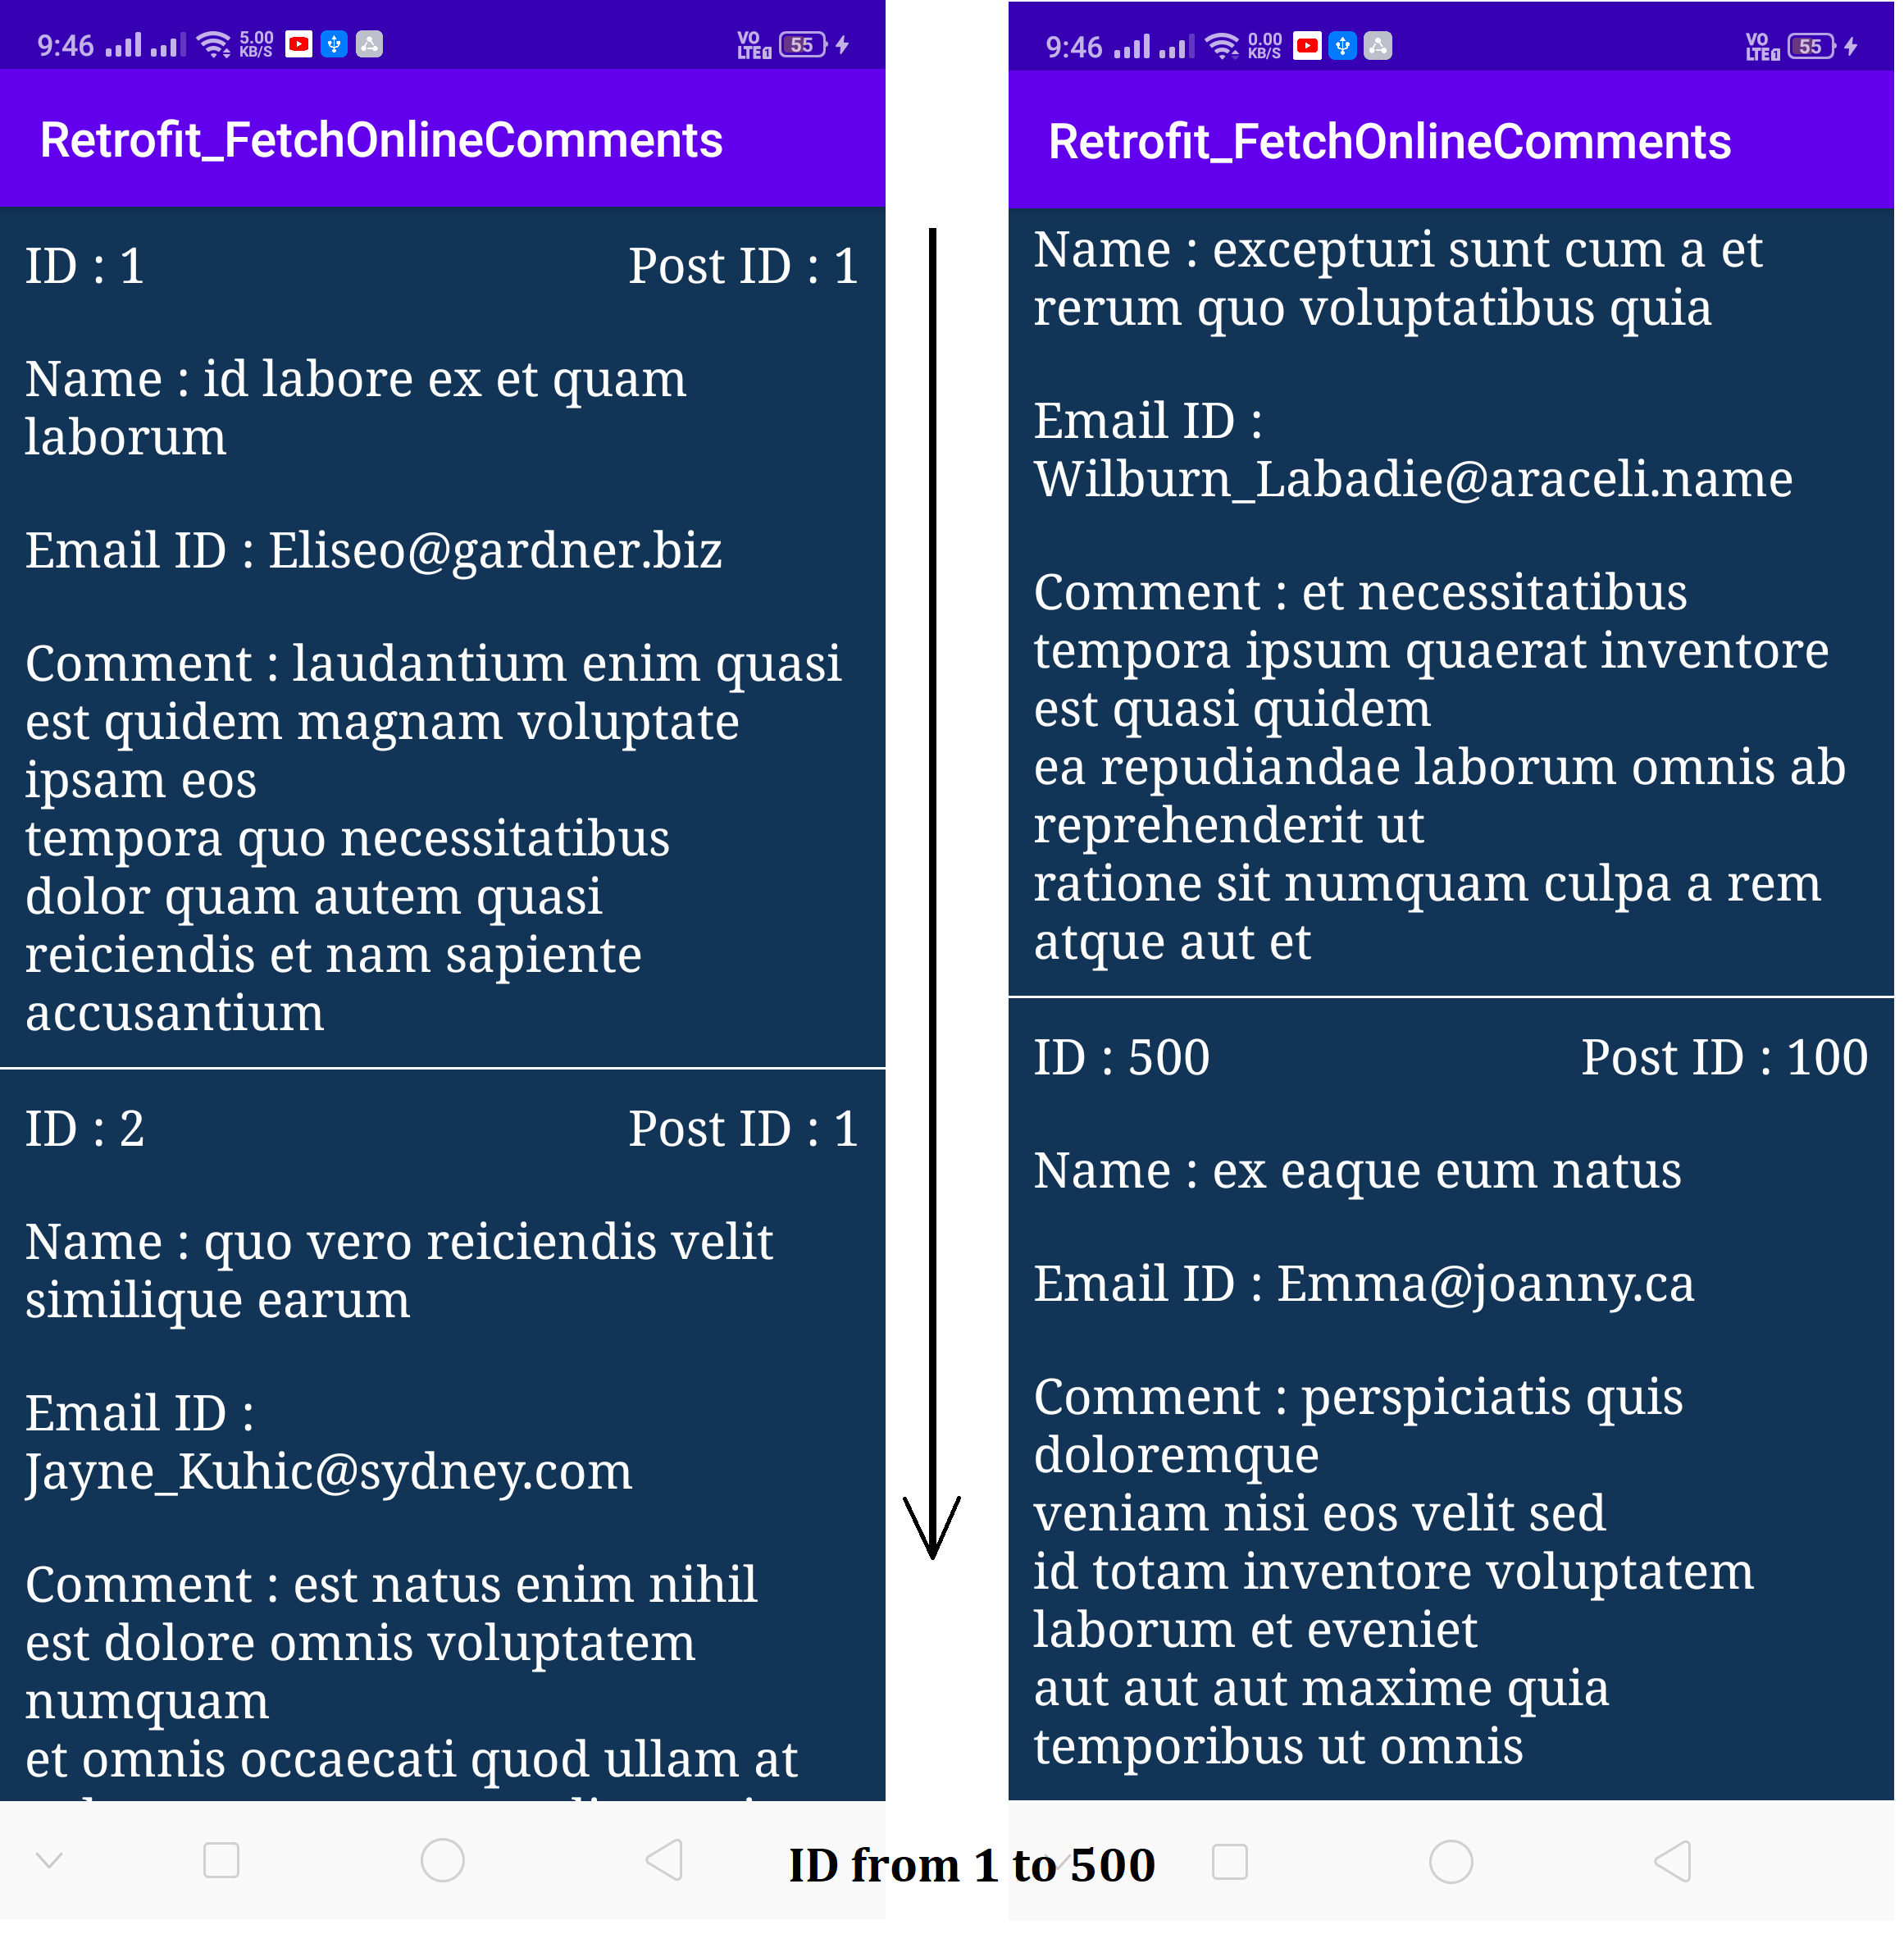 9:46 5.00 KB/S VO LTE1 55
Retrofit_FetchOnlineComments
ID : 1 Post ID : 1
Name : id labore ex et quam
laborum
Email ID : Eliseo@gardner.biz
Comment : laudantium enim quasi
est quidem magnam voluptate
ipsam eos
tempora quo necessitatibus
dolor quam autem quasi
reiciendis et nam sapiente
accusantium
ID : 2 Post ID : 1
Name : quo vero reiciendis velit
similique earum
Email ID :
Jayne_Kuhic@sydney.com
Comment : est natus enim nihil
est dolore omnis voluptatem
numquam
et omnis occaecati quod ullam at
9:46 0.00 KB/S VO LTE1 55
Retrofit_FetchOnlineComments
Name : excepturi sunt cum a et
rerum quo voluptatibus quia
Email ID :
Wilburn_Labadie@araceli.name
Comment : et necessitatibus
tempora ipsum quaerat inventore
est quasi quidem
ea repudiandae laborum omnis ab
reprehenderit ut
ratione sit numquam culpa a rem
atque aut et
ID : 500 Post ID : 100
Name : ex eaque eum natus
Email ID : Emma@joanny.ca
Comment : perspiciatis quis
doloremque
veniam nisi eos velit sed
id totam inventore voluptatem
laborum et eveniet
aut aut aut maxime quia
temporibus ut omnis
ID from 1 to 500